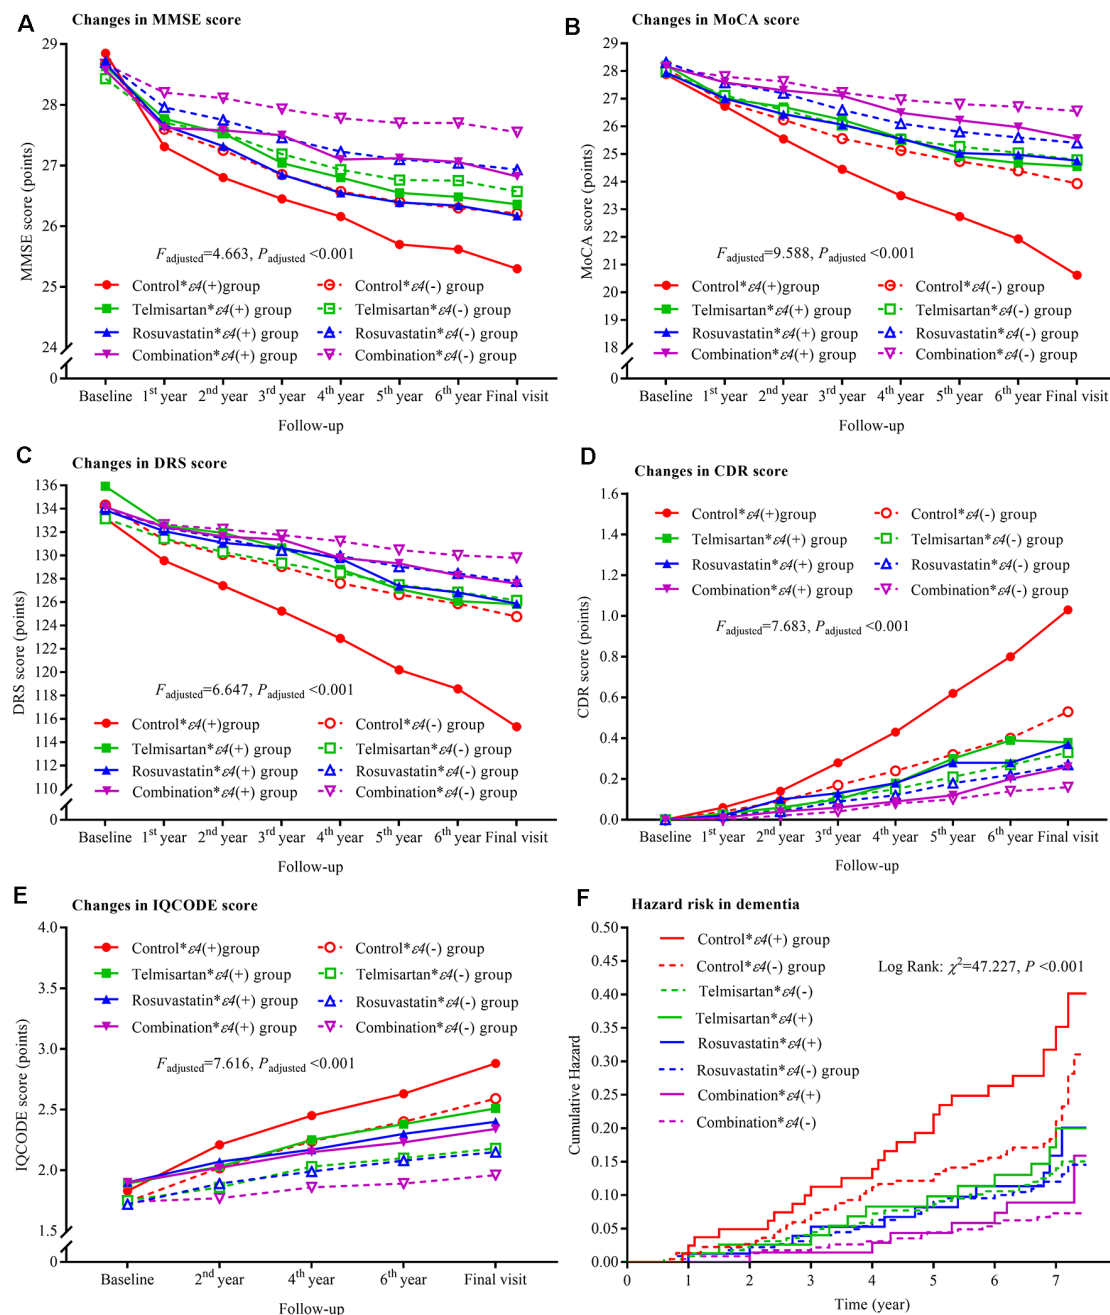 A Changes in MMSE score
29
28
27
26
25
24
0
MMSE score (points)
F adjusted=4.663, P adjusted <0.001
Control*ε4(+)group
Control*ε4(-) group
Telmisartan*ε4(+) group
Telmisartan*ε4(-) group
Rosuvastatin*ε4(+) group
Rosuvastatin*ε4(-) group
Combination*ε4(+) group
Combination*ε4(-) group
Baseline 1st year 2nd year 3rd year 4th year 5th year 6th year Final visit
Follow-up
B Changes in MoCA score
29
28
27
26
25
24
23
22
21
20
19
18
0
MoCA score (points)
F adjusted=9.588, P adjusted <0.001
Control*ε4(+)group
Control*ε4(-) group
Telmisartan*ε4(+) group
Telmisartan*ε4(-) group
Rosuvastatin*ε4(+) group
Rosuvastatin*ε4(-) group
Combination*ε4(+) group
Combination*ε4(-) group
Baseline 1st year 2nd year 3rd year 4th year 5th year 6th year Final visit
Follow-up
C Changes in DRS score
136
134
132
130
128
126
124
122
120
118
116
114
112
110
0
DRS score (points)
F adjusted=6.647, P adjusted <0.001
Control*ε4(+)group
Control*ε4(-) group
Telmisartan*ε4(+) group
Telmisartan*ε4(-) group
Rosuvastatin*ε4(+) group
Rosuvastatin*ε4(-) group
Combination*ε4(+) group
Combination*ε4(-) group
Baseline 1st year 2nd year 3rd year 4th year 5th year 6th year Final visit
Follow-up
D Changes in CDR score
1.6
1.4
1.2
1.0
0.8
0.6
0.4
0.2
0.0
CDR score (points)
Control*ε4(+)group
Control*ε4(-) group
Telmisartan*ε4(+) group
Telmisartan*ε4(-) group
Rosuvastatin*ε4(+) group
Rosuvastatin*ε4(-) group
Combination*ε4(+) group
Combination*ε4(-) group
F adjusted=7.683, P adjusted <0.001
Baseline 1st year 2nd year 3rd year 4th year 5th year 6th year Final visit
Follow-up
E Changes in IQCODE score
4.0
3.0
2.5
2.0
1.5
0
IQCODE score (points)
Control*ε4(+)group
Control*ε4(-) group
Telmisartan*ε4(+) group
Telmisartan*ε4(-) group
Rosuvastatin*ε4(+) group
Rosuvastatin*ε4(-) group
Combination*ε4(+) group
Combination*ε4(-) group
F adjusted=7.616, P adjusted <0.001
Baseline 2nd year 4th year 6th year Final visit
Follow-up
F Hazard risk in dementia
0.50
0.45
0.40
0.35
0.30
0.25
0.20
0.15
0.10
0.05
0.00
Cumulative Hazard
Control*ε4(+) group
Control*ε4(-) group
Telmisartan*ε4(-)
Telmisartan*ε4(+)
Rosuvastatin*ε4(+)
Rosuvastatin*ε4(-) group
Combination*ε4(+)
Combination*ε4(-)
Log Rank: χ2=47.227, P <0.001
0 1 2 3 4 5 6 7
Time (year)